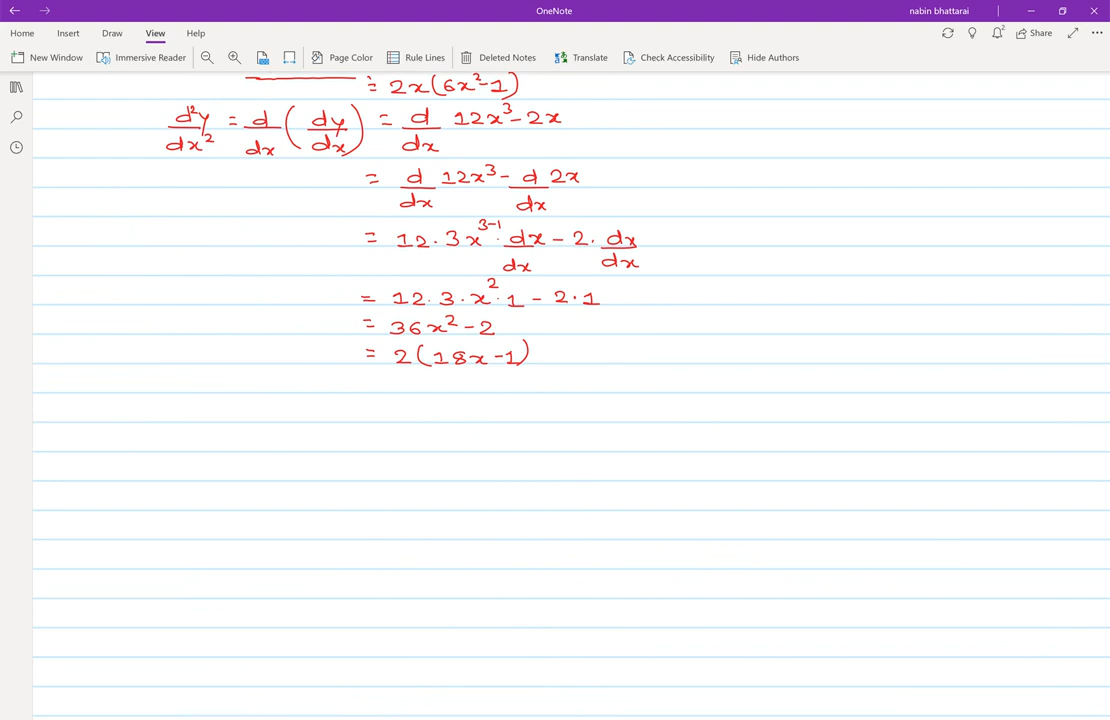 OneNote
nabin bhattarai
Home Insert Draw View Help
2 Share
New Window Immersive Reader Page Color Rule Lines Deleted Notes Translate Check Accessibility Hide Authors
= 2x(6x²-1)
d²y/dx² = d/dx (dy/dx) = d/dx 12x³-2x
= d/dx 12x³ - d/dx 2x
= 12.3x³⁻¹. dx/dx - 2. dx/dx
= 12.3.x².1 - 2.1
= 36x² - 2
= 2(18x-1)